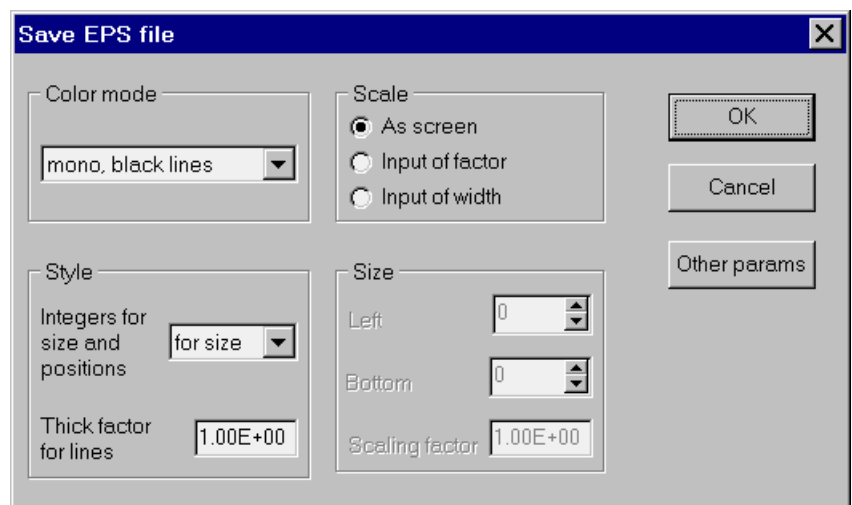 Save EPS file
Color mode
mono, black lines
Scale
As screen
Input of factor
Input of width
OK
Cancel
Other params
Style
Integers for
size and
positions
for size
Thick factor
for lines
1.00E+00
Size
Left
0
Bottom
0
Scaling factor
1.00E+00